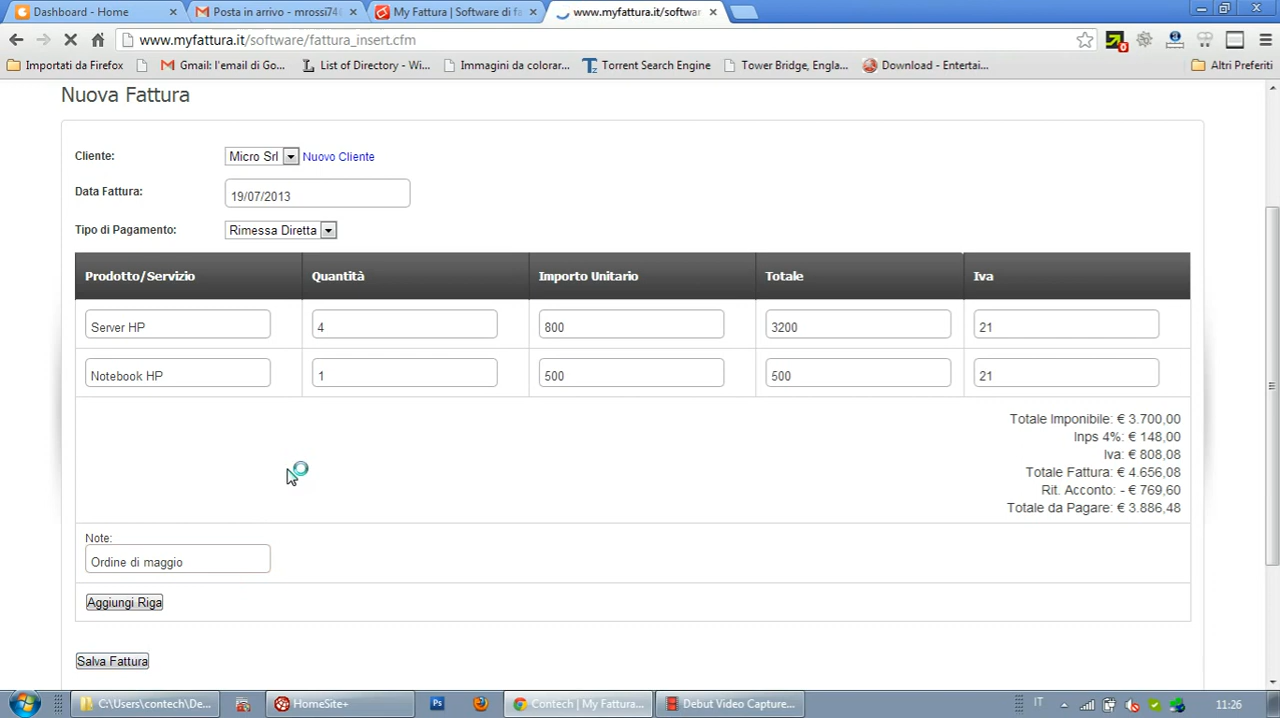 Dashboard - Home
Posta in arrivo - mrossi746
My Fattura | Software di fa
www.myfattura.it/softwar
www.myfattura.it/software/fattura_insert.cfm
0
Importati da Firefox
Gmail: l'email di Go...
List of Directory - Wi...
Immagini da colorar...
Torrent Search Engine
Tower Bridge, Engla...
Download - Entertai...
Altri Preferiti
Nuova Fattura
Cliente:
Micro Srl
Nuovo Cliente
Data Fattura:
19/07/2013
Tipo di Pagamento:
Rimessa Diretta
Prodotto/Servizio Quantità Importo Unitario Totale Iva
Server HP 4 800 3200 21
Notebook HP 1 500 500 21
Totale Imponibile: € 3.700,00
Inps 4%: € 148,00
Iva: € 808,08
Totale Fattura: € 4.656,08
Rit. Acconto: - € 769,60
Totale da Pagare: € 3.886,48
Note:
Ordine di maggio
Aggiungi Riga
Salva Fattura
C:\Users\contech\De...
HomeSite+
Ps
Contech | My Fattura...
Debut Video Capture...
IT
11:26